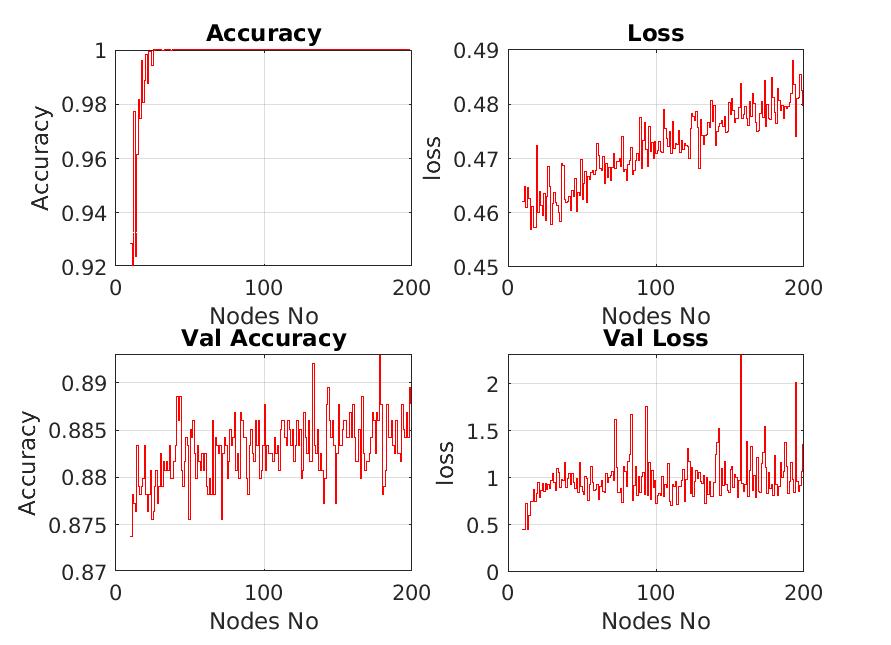 Accuracy
Accuracy
1
0.98
0.96
0.94
0.92
0 100 200
Nodes No
Loss
loss
0.49
0.48
0.47
0.46
0.45
0 100 200
Nodes No
Val Accuracy
Accuracy
0.89
0.885
0.88
0.875
0.87
0 100 200
Nodes No
Val Loss
loss
2
1.5
1
0.5
0
0 100 200
Nodes No